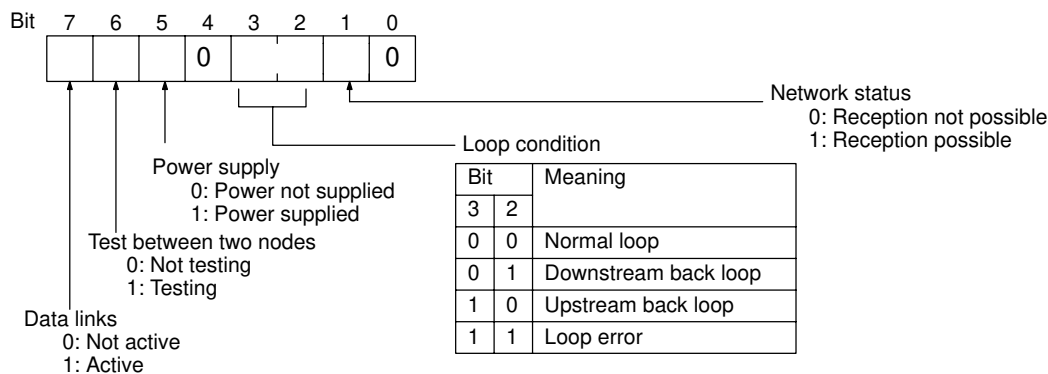 Bit 7 6 5 4 3 2 1 0
0 0
Network status
0: Reception not possible
1: Reception possible
Loop condition
Bit Meaning
3 2
0 0 Normal loop
0 1 Downstream back loop
1 0 Upstream back loop
1 1 Loop error
Power supply
0: Power not supplied
1: Power supplied
Test between two nodes
0: Not testing
1: Testing
Data links
0: Not active
1: Active